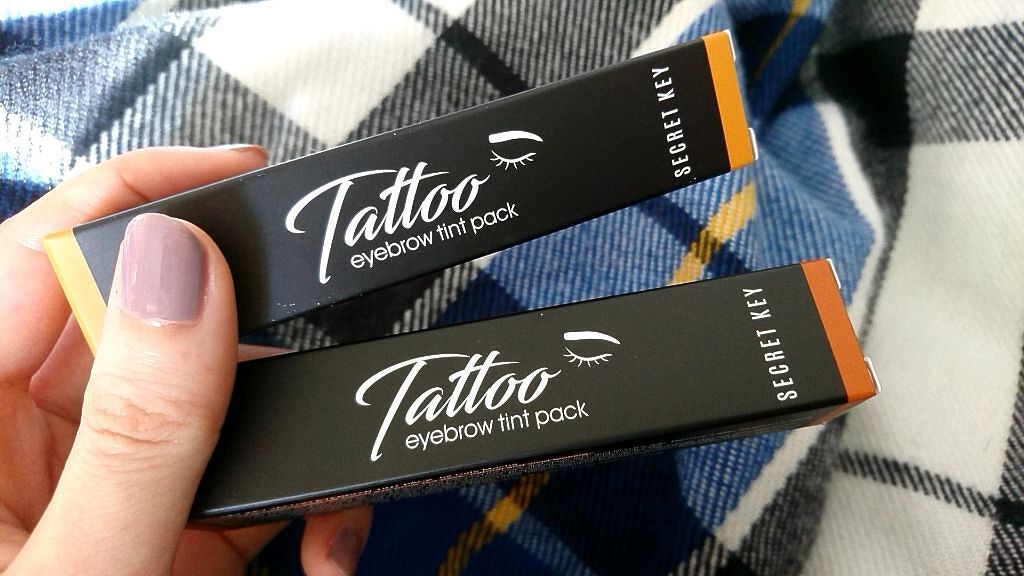 Tattoo
eyebrow tint pack
SECRET KEY
Tattoo
eyebrow tint pack
SECRET KEY